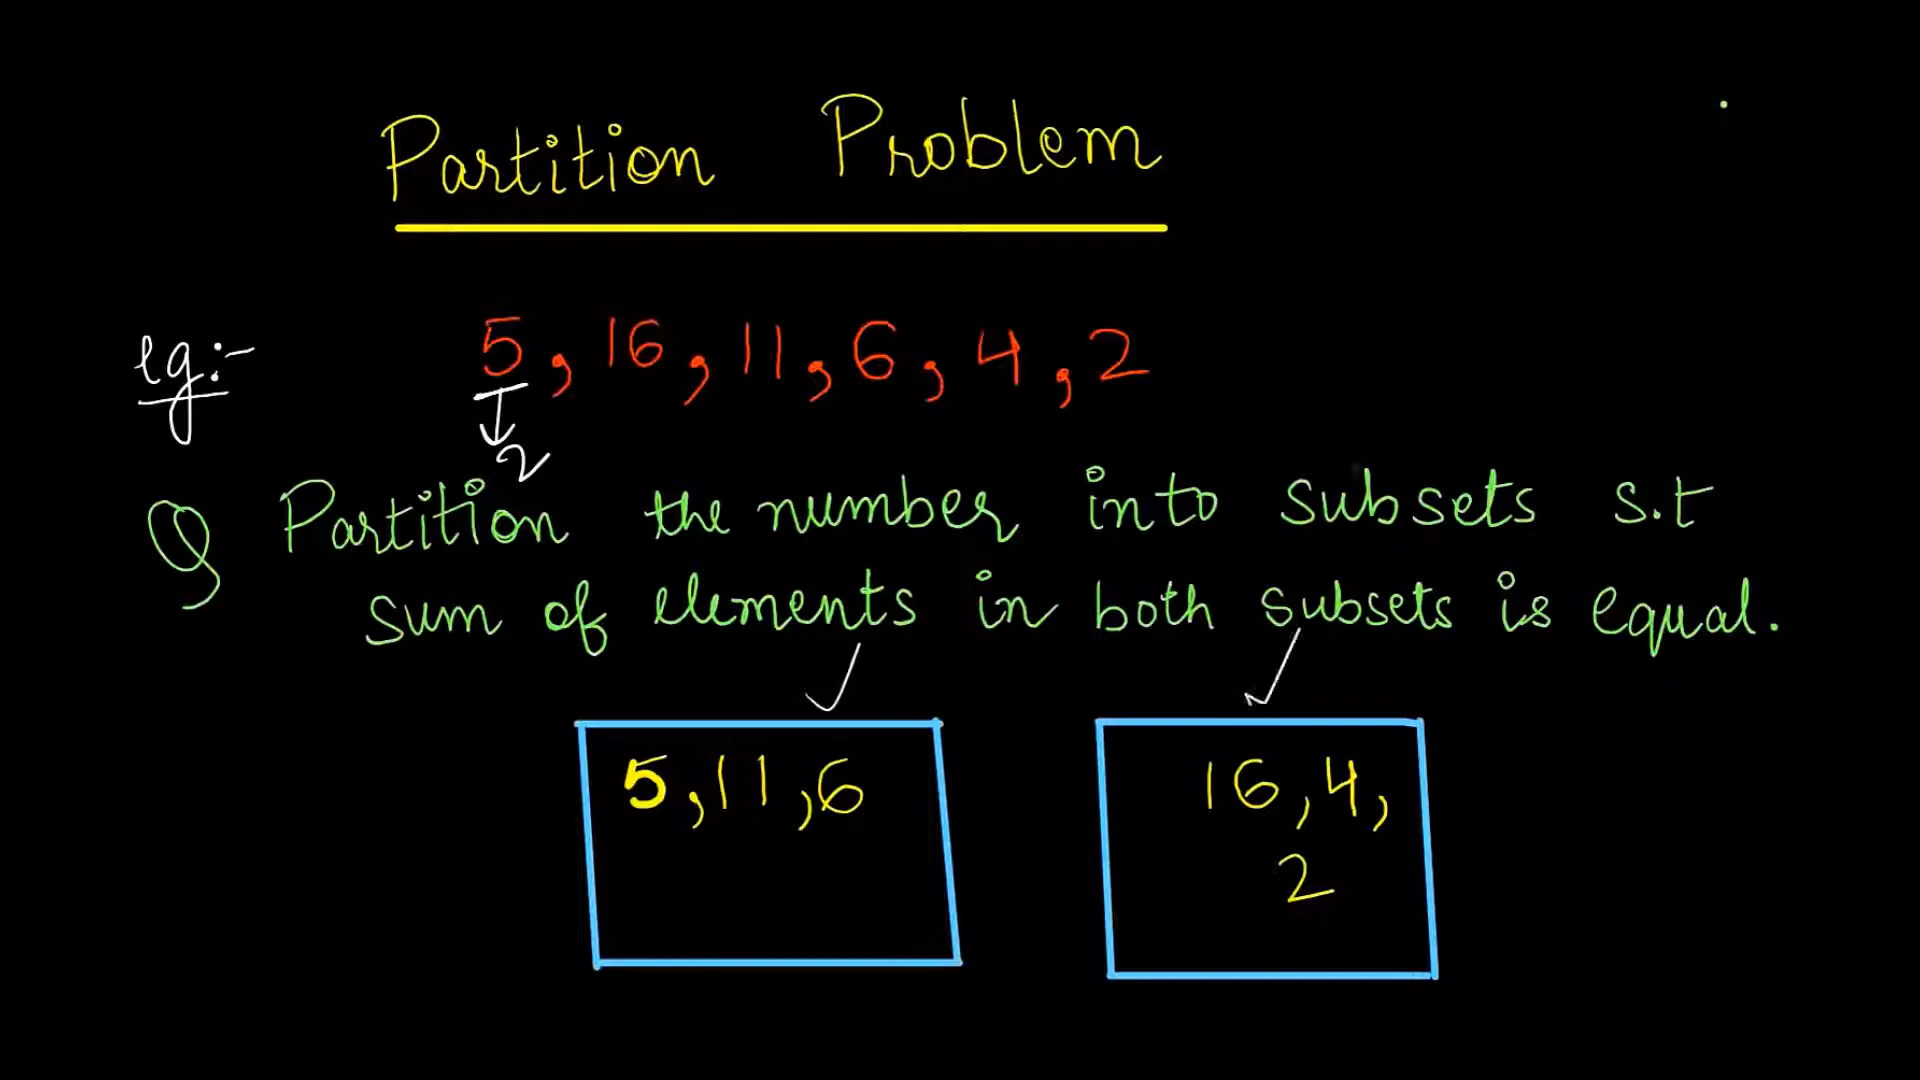 Partition Problem
eg:- 5, 16, 11, 6, 4, 2
2
Q Partition the number into subsets s.t
sum of elements in both subsets is equal.
5, 11, 6
16, 4,
2